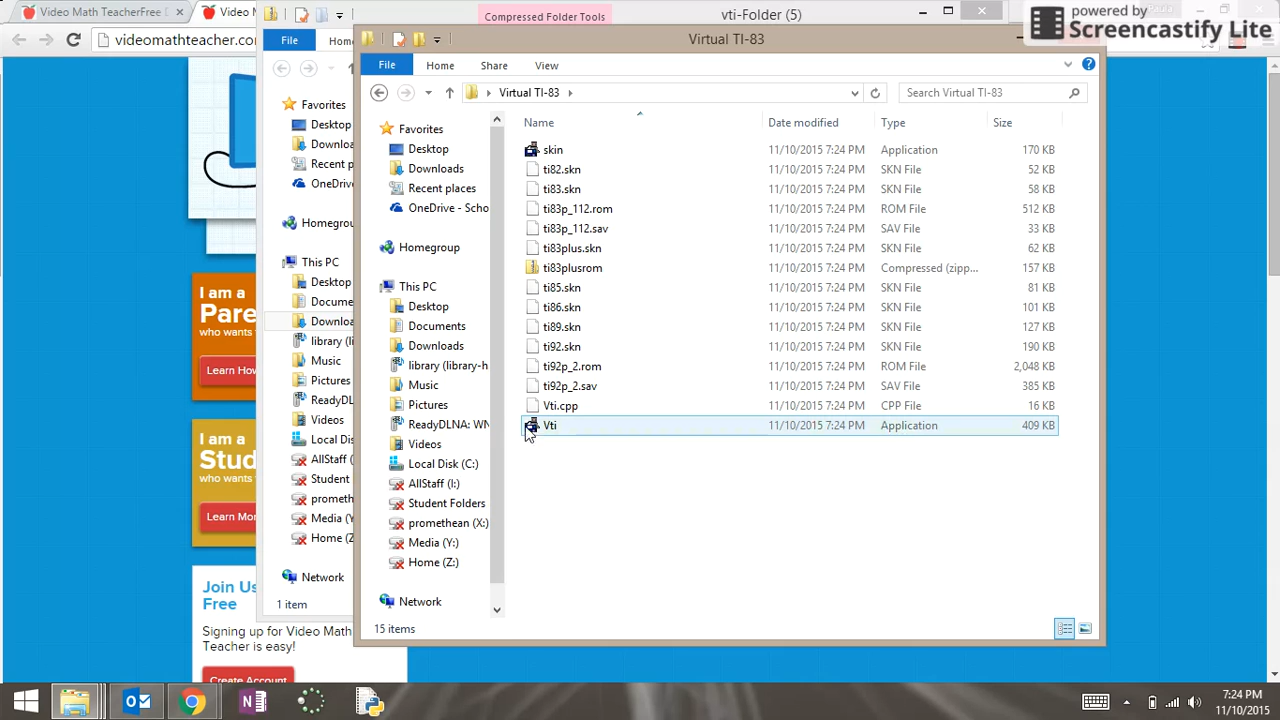 Video Math TeacherFree D
Video M
Compressed Folder Tools
vti-Folder (5)
powered by
Screencastify Lite
videomathteacher.co
File
Hom
Virtual TI-83
File
Home
Share
View
Virtual TI-83
Search Virtual TI-83
Name
Date modified
Type
Size
Favorites
Desktop
Downloa
Recent p
OneDrive
Homegrou
This PC
Desktop
Docume
Downloa
library (li
Music
Pictures
ReadyDL
Videos
Local Dis
AllStaff (I
Student
prometh
Media (Y
Home (Z
Network
1 item
Favorites
Desktop
Downloads
Recent places
OneDrive - Scho
Homegroup
This PC
Desktop
Documents
Downloads
library (library-h
Music
Pictures
ReadyDLNA: WN
Videos
Local Disk (C:)
AllStaff (I:)
Student Folders
promethean (X:)
Media (Y:)
Home (Z:)
Network
skin 11/10/2015 7:24 PM Application 170 KB
ti82.skn 11/10/2015 7:24 PM SKN File 52 KB
ti83.skn 11/10/2015 7:24 PM SKN File 58 KB
ti83p_112.rom 11/10/2015 7:24 PM ROM File 512 KB
ti83p_112.sav 11/10/2015 7:24 PM SAV File 33 KB
ti83plus.skn 11/10/2015 7:24 PM SKN File 62 KB
ti83plusrom 11/10/2015 7:24 PM Compressed (zipp... 157 KB
ti85.skn 11/10/2015 7:24 PM SKN File 81 KB
ti86.skn 11/10/2015 7:24 PM SKN File 101 KB
ti89.skn 11/10/2015 7:24 PM SKN File 127 KB
ti92.skn 11/10/2015 7:24 PM SKN File 190 KB
ti92p_2.rom 11/10/2015 7:24 PM ROM File 2,048 KB
ti92p_2.sav 11/10/2015 7:24 PM SAV File 385 KB
Vti.cpp 11/10/2015 7:24 PM CPP File 16 KB
Vti 11/10/2015 7:24 PM Application 409 KB
15 items
I am a
Pare
who wants
Learn How
I am a
Stud
who wants
Learn Mor
Join Us
Free
Signing up for Video Math
Teacher is easy!
Create Account
7:24 PM
11/10/2015